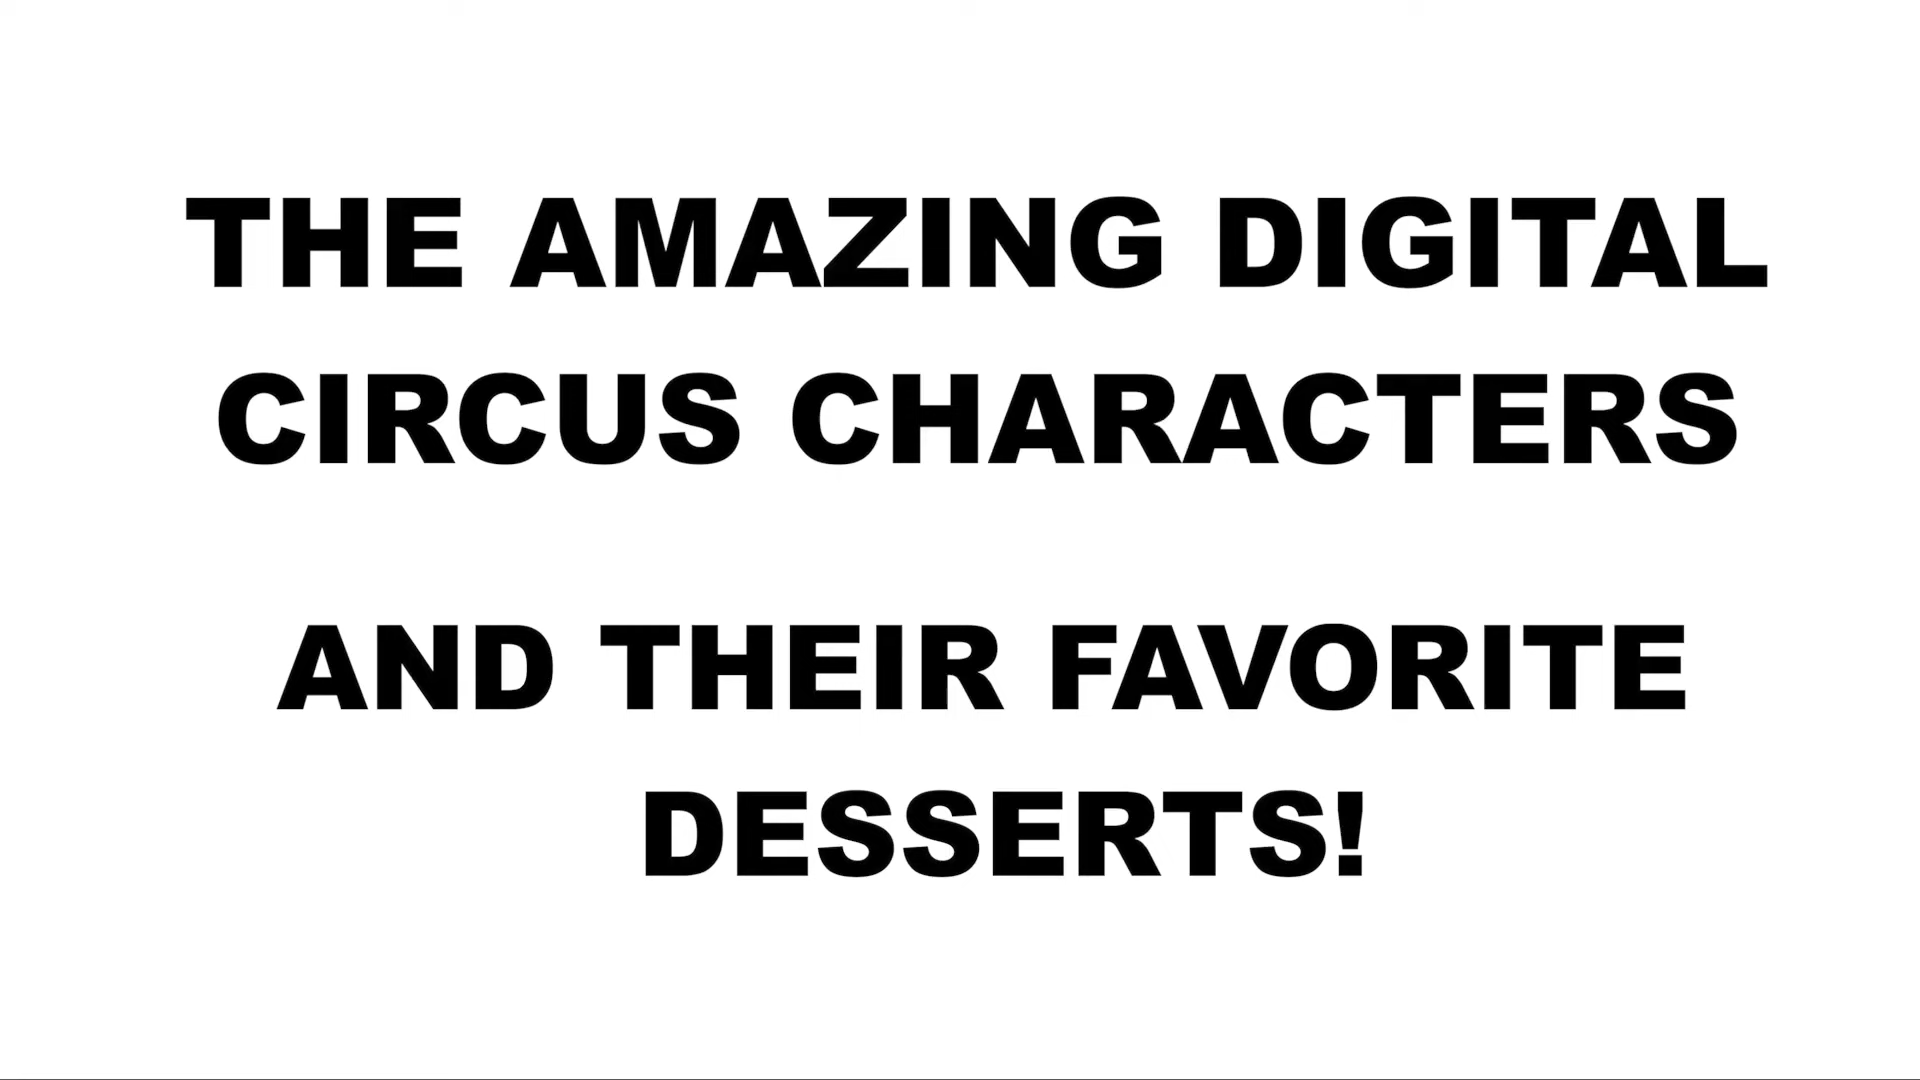 THE AMAZING DIGITAL
CIRCUS CHARACTERS
AND THEIR FAVORITE
DESSERTS!